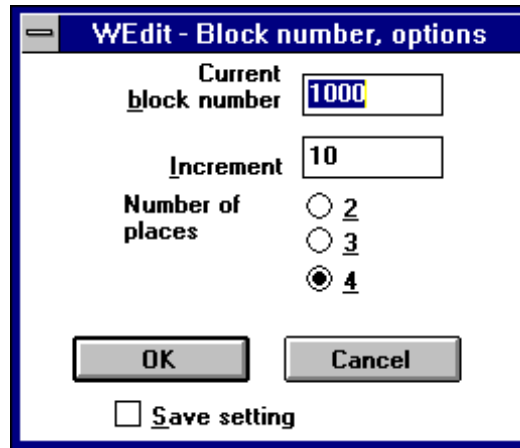 WEdit - Block number, options
Current
block number 1000
Increment 10
Number of 2
places 3
4
OK Cancel
Save setting